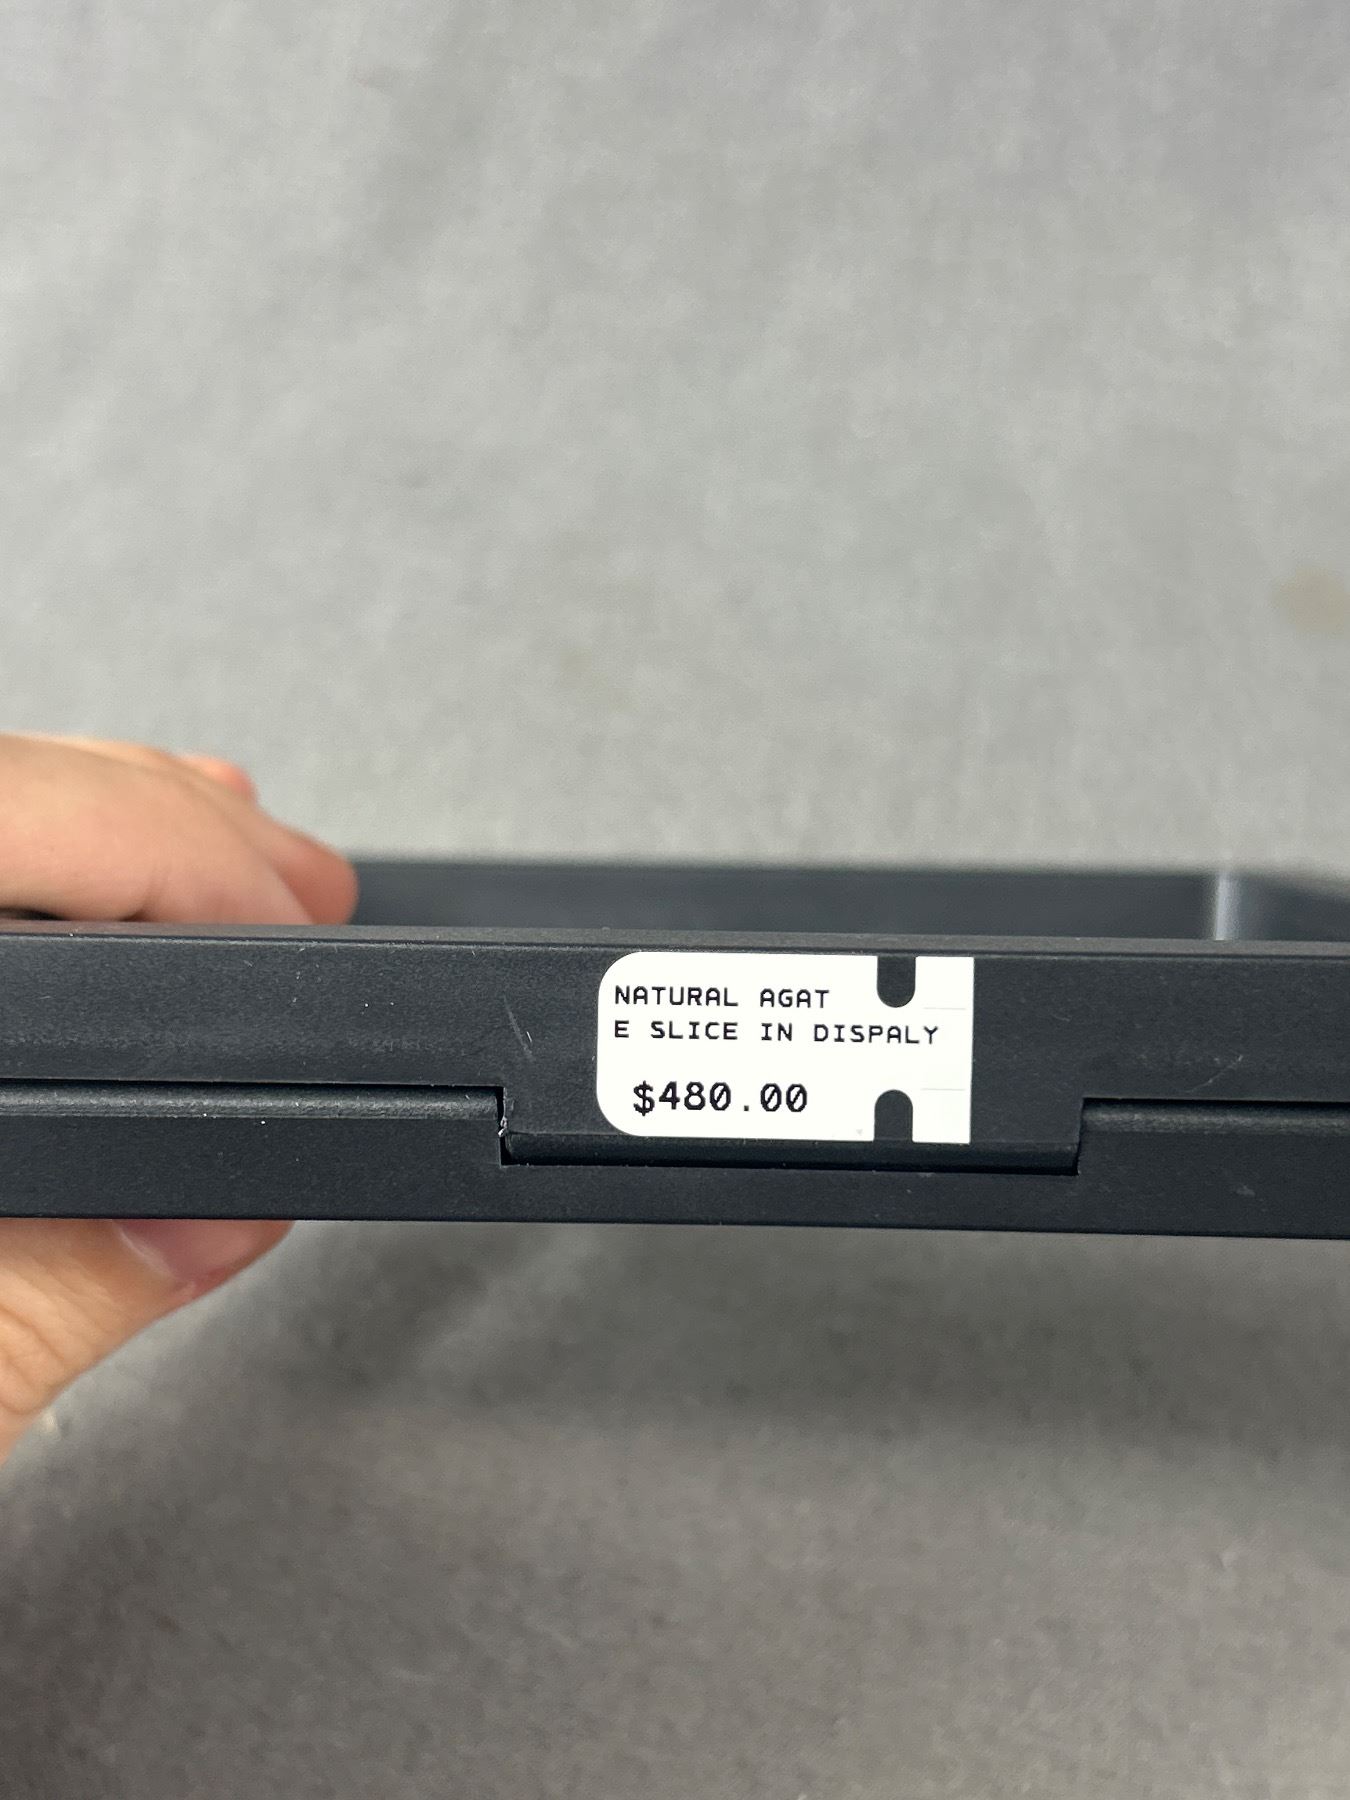 NATURAL AGAT
E SLICE IN DISPALY
$480.00